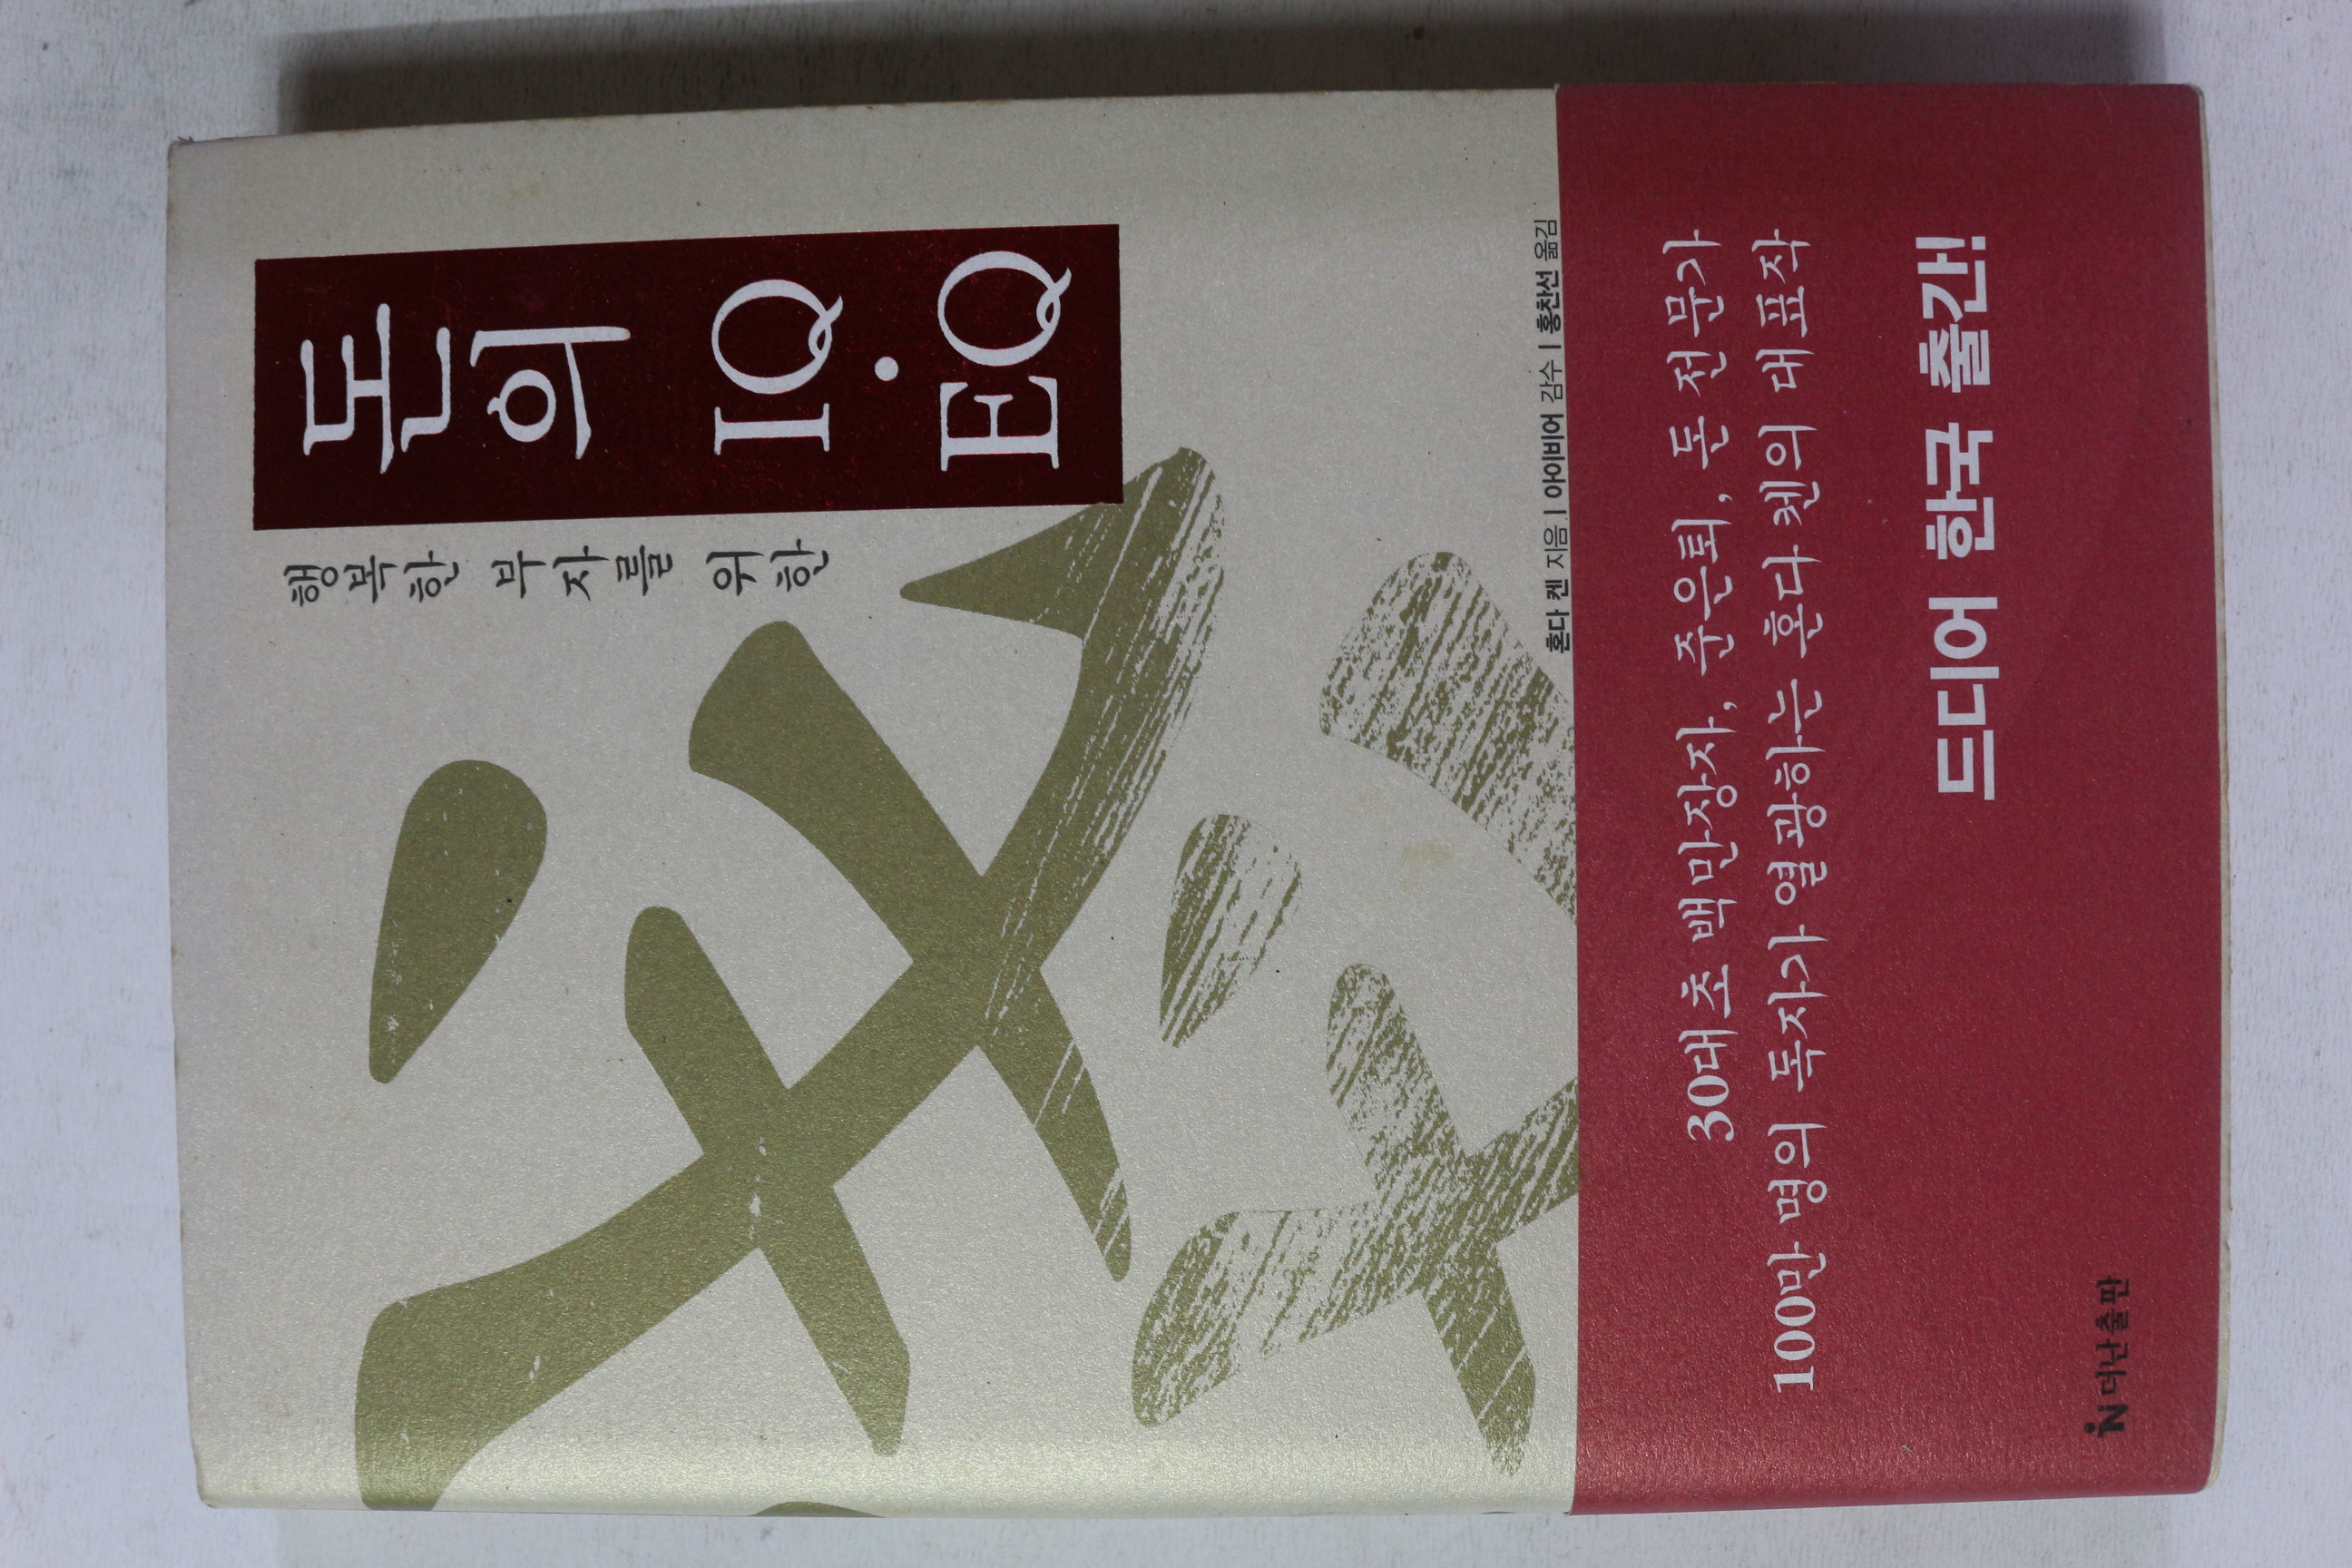 행복한 부자를 위한
돈의
IQ
·
EQ
혼다 켄 지음 | 아이비어 감수 | 홍찬선 옮김
30대 초 백만장자, 준은퇴, 돈 전문가
100만 명의 독자가 열광하는 혼다 켄의 대표작
드디어 한국 출간!
더난출판